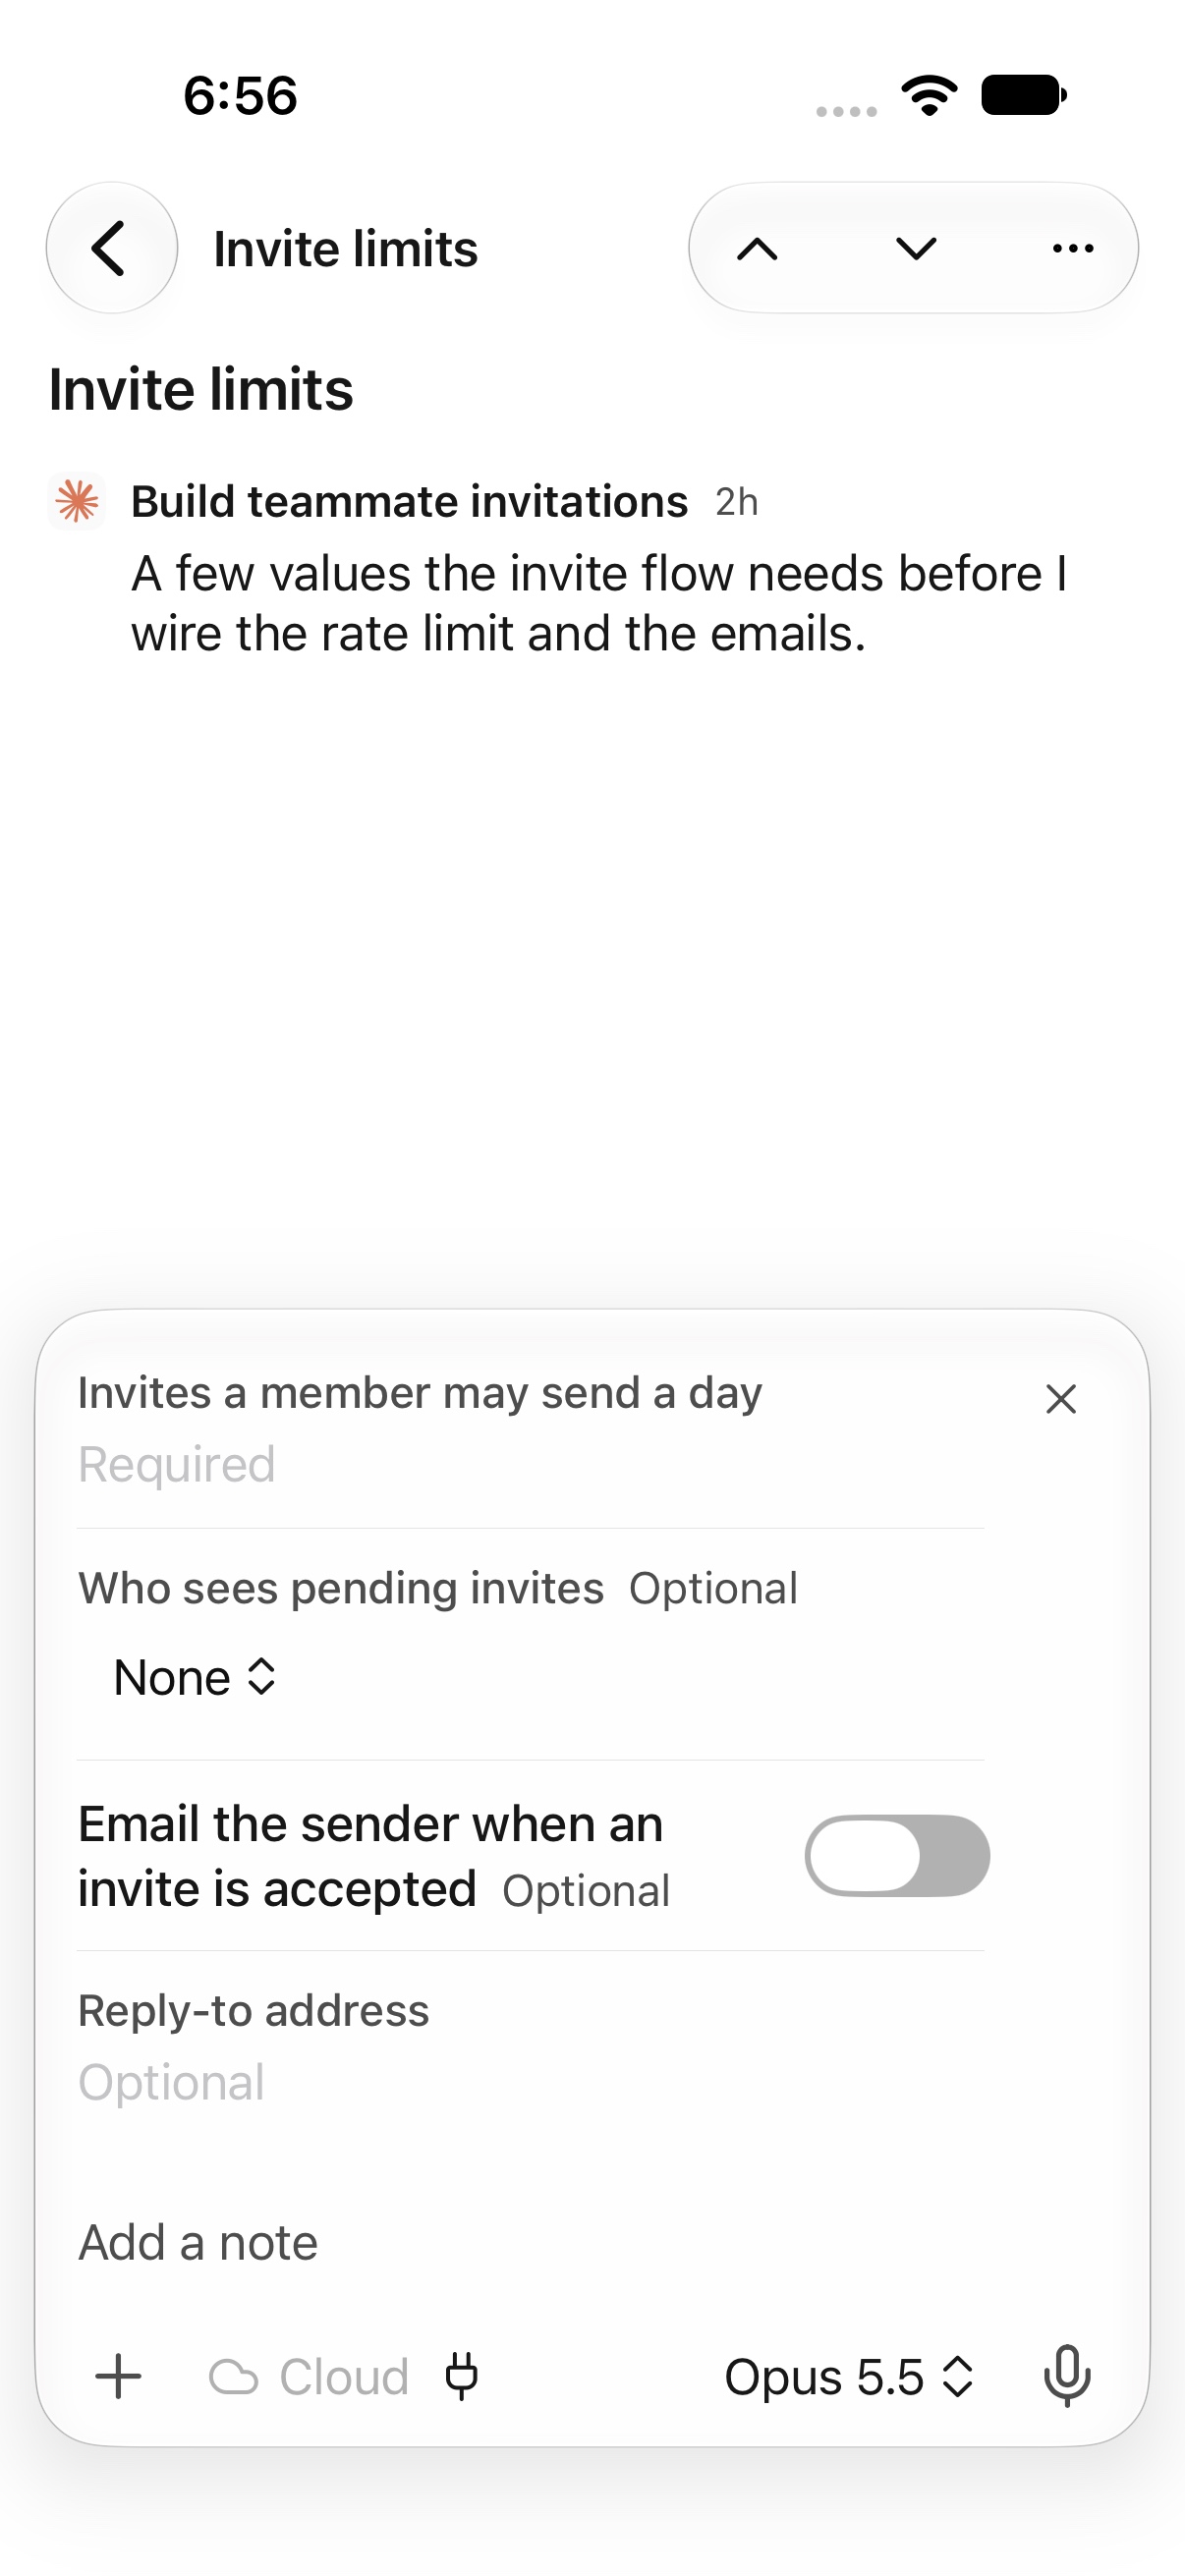 6:56
Invite limits
Invite limits
Build teammate invitations 2h
A few values the invite flow needs before I
wire the rate limit and the emails.
Invites a member may send a day
Required
Who sees pending invites Optional
None
Email the sender when an
invite is accepted Optional
Reply-to address
Optional
Add a note
Cloud
Opus 5.5